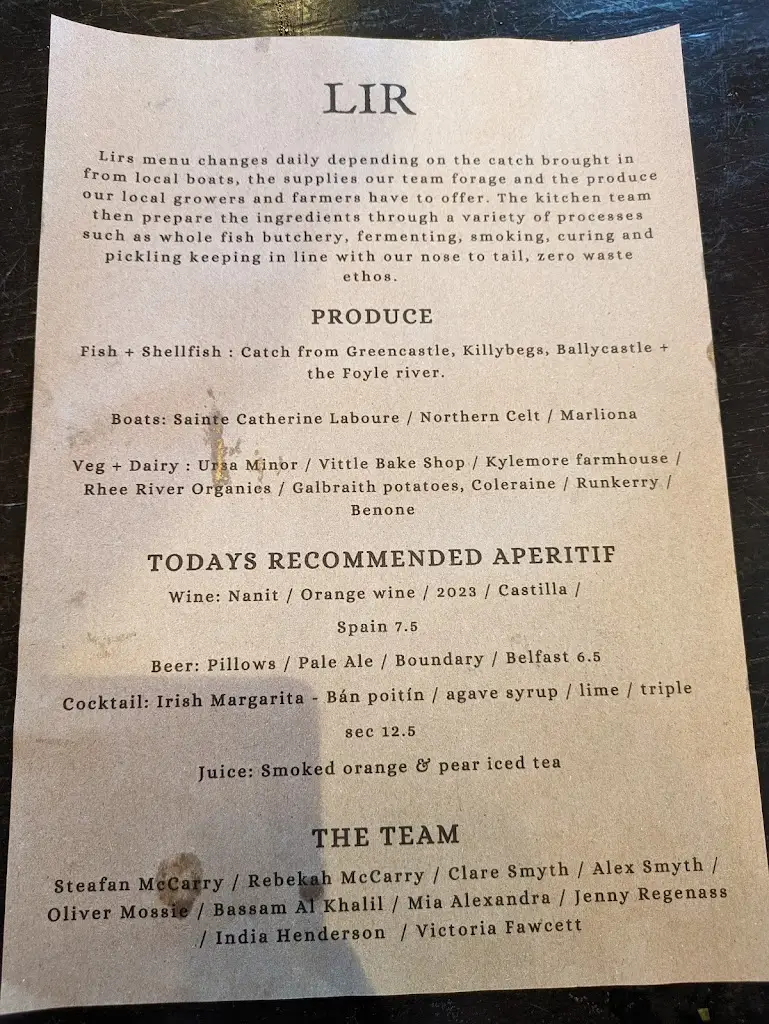 LIR
Lirs menu changes daily depending on the catch brought in
from local boats, the supplies our team forage and the produce
our local growers and farmers have to offer. The kitchen team
then prepare the ingredients through a variety of processes
such as whole fish butchery, fermenting, smoking, curing and
pickling keeping in line with our nose to tail, zero waste
ethos.
PRODUCE
Fish + Shellfish : Catch from Greencastle, Killybegs, Ballycastle +
the Foyle river.
Boats: Sainte Catherine Laboure / Northern Celt / Marliona
Veg + Dairy : Ursa Minor / Vittle Bake Shop / Kylemore farmhouse /
Rhee River Organics / Galbraith potatoes, Coleraine / Runkerry /
Benone
TODAYS RECOMMENDED APERITIF
Wine: Nanit / Orange wine / 2023 / Castilla /
Spain 7.5
Beer: Pillows / Pale Ale / Boundary / Belfast 6.5
Cocktail: Irish Margarita - Bán poitín / agave syrup / lime / triple
sec 12.5
Juice: Smoked orange & pear iced tea
THE TEAM
Steafan McCarry / Rebekah McCarry / Clare Smyth / Alex Smyth /
Oliver Mossie / Bassam Al Khalil / Mia Alexandra / Jenny Regenass
/ India Henderson / Victoria Fawcett